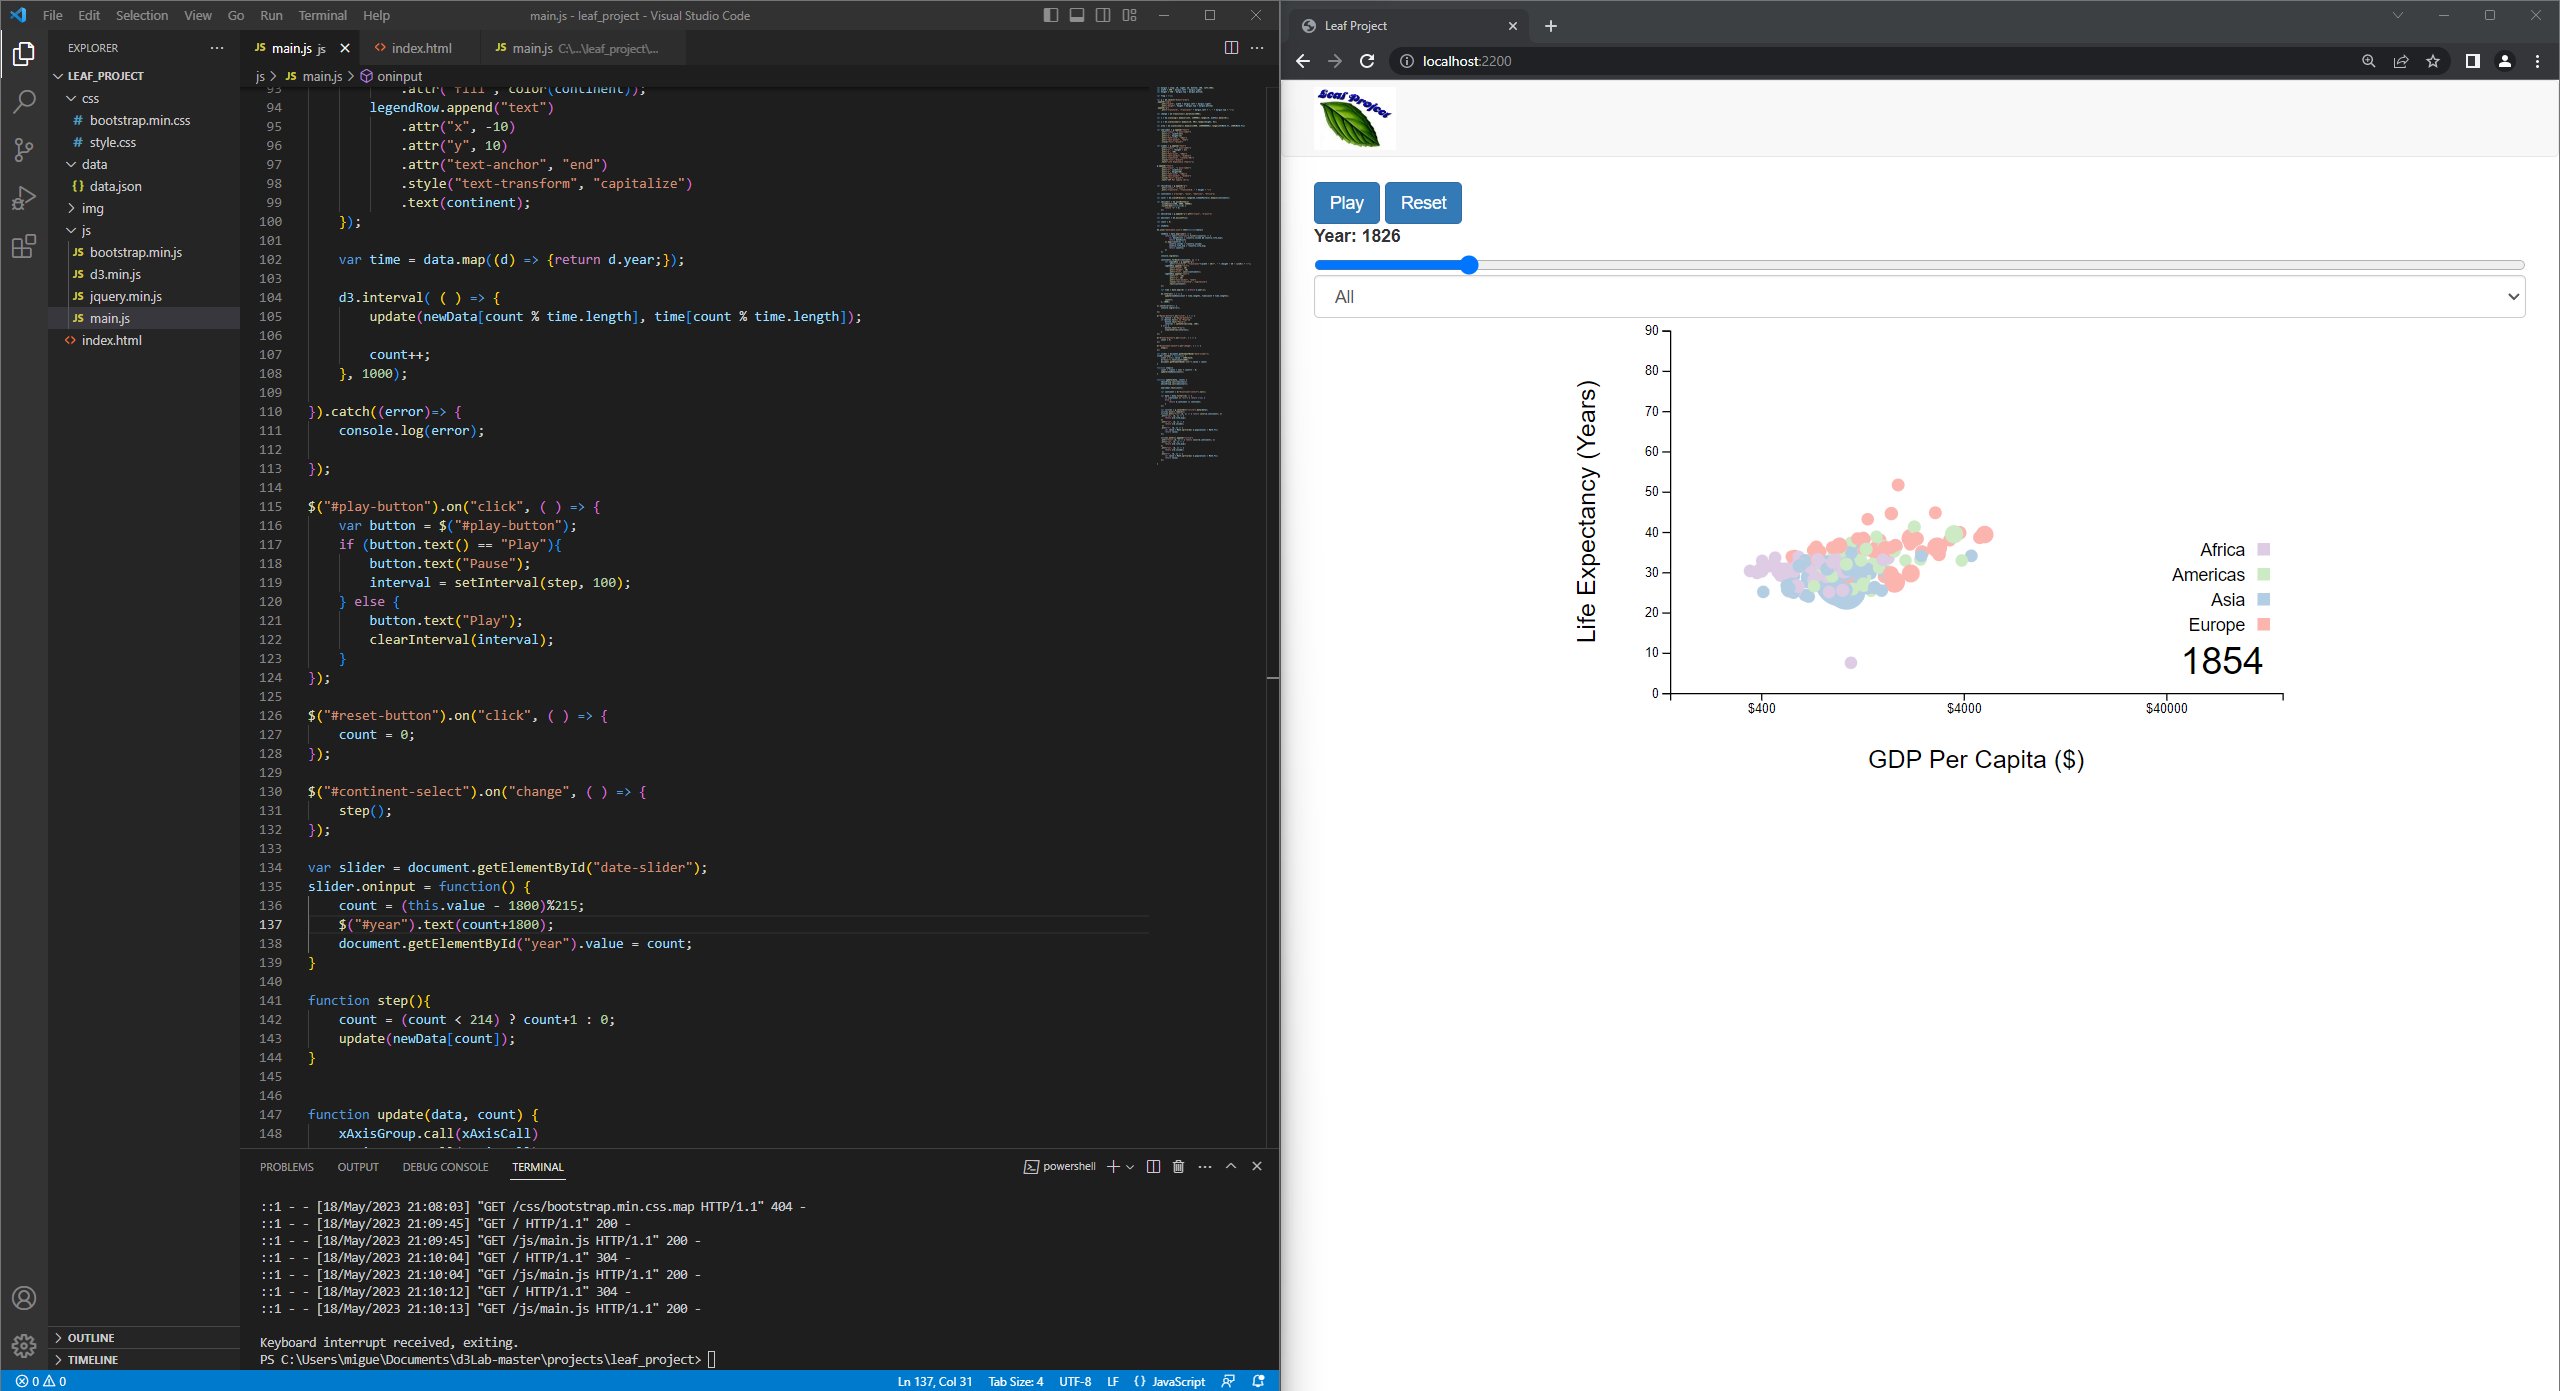 File Edit Selection View Go Run Terminal Help
main.js - leaf_project - Visual Studio Code
EXPLORER
LEAF_PROJECT
css
# bootstrap.min.css
# style.css
data
{} data.json
img
js
JS bootstrap.min.js
JS d3.min.js
JS jquery.min.js
JS main.js
<> index.html
OUTLINE
TIMELINE
JS main.js js
<> index.html
JS main.js C:\...\leaf_project\...
js > JS main.js > oninput
93 .attr("fill", color(continent));
94 legendRow.append("text")
95 .attr("x", -10)
96 .attr("y", 10)
97 .attr("text-anchor", "end")
98 .style("text-transform", "capitalize")
99 .text(continent);
100 });
101
102 var time = data.map((d) => {return d.year;});
103
104 d3.interval( ( ) => {
105 update(newData[count % time.length], time[count % time.length]);
106
107 count++;
108 }, 1000);
109
110 }).catch((error)=> {
111 console.log(error);
112
113 });
114
115 $("#play-button").on("click", ( ) => {
116 var button = $("#play-button");
117 if (button.text() == "Play"){
118 button.text("Pause");
119 interval = setInterval(step, 100);
120 } else {
121 button.text("Play");
122 clearInterval(interval);
123 }
124 });
125
126 $("#reset-button").on("click", ( ) => {
127 count = 0;
128 });
129
130 $("#continent-select").on("change", ( ) => {
131 step();
132 });
133
134 var slider = document.getElementById("date-slider");
135 slider.oninput = function() {
136 count = (this.value - 1800)%215;
137 $("#year").text(count+1800);
138 document.getElementById("year").value = count;
139 }
140
141 function step(){
142 count = (count < 214) ? count+1 : 0;
143 update(newData[count]);
144 }
145
146
147 function update(data, count) {
148 xAxisGroup.call(xAxisCall)
PROBLEMS OUTPUT DEBUG CONSOLE TERMINAL
powershell
::1 - - [18/May/2023 21:08:03] "GET /css/bootstrap.min.css.map HTTP/1.1" 404 -
::1 - - [18/May/2023 21:09:45] "GET / HTTP/1.1" 200 -
::1 - - [18/May/2023 21:09:45] "GET /js/main.js HTTP/1.1" 200 -
::1 - - [18/May/2023 21:10:04] "GET / HTTP/1.1" 304 -
::1 - - [18/May/2023 21:10:04] "GET /js/main.js HTTP/1.1" 200 -
::1 - - [18/May/2023 21:10:12] "GET / HTTP/1.1" 304 -
::1 - - [18/May/2023 21:10:13] "GET /js/main.js HTTP/1.1" 200 -
Keyboard interrupt received, exiting.
PS C:\Users\migue\Documents\d3Lab-master\projects\leaf_project>
0 0
Ln 137, Col 31 Tab Size: 4 UTF-8 LF {} JavaScript
Leaf Project
localhost:2200
Leaf Project
Play Reset
Year: 1826
All
90
80
70
60
50
40
30
20
10
0
Life Expectancy (Years)
Africa
Americas
Asia
Europe
1854
$400 $4000 $40000
GDP Per Capita ($)